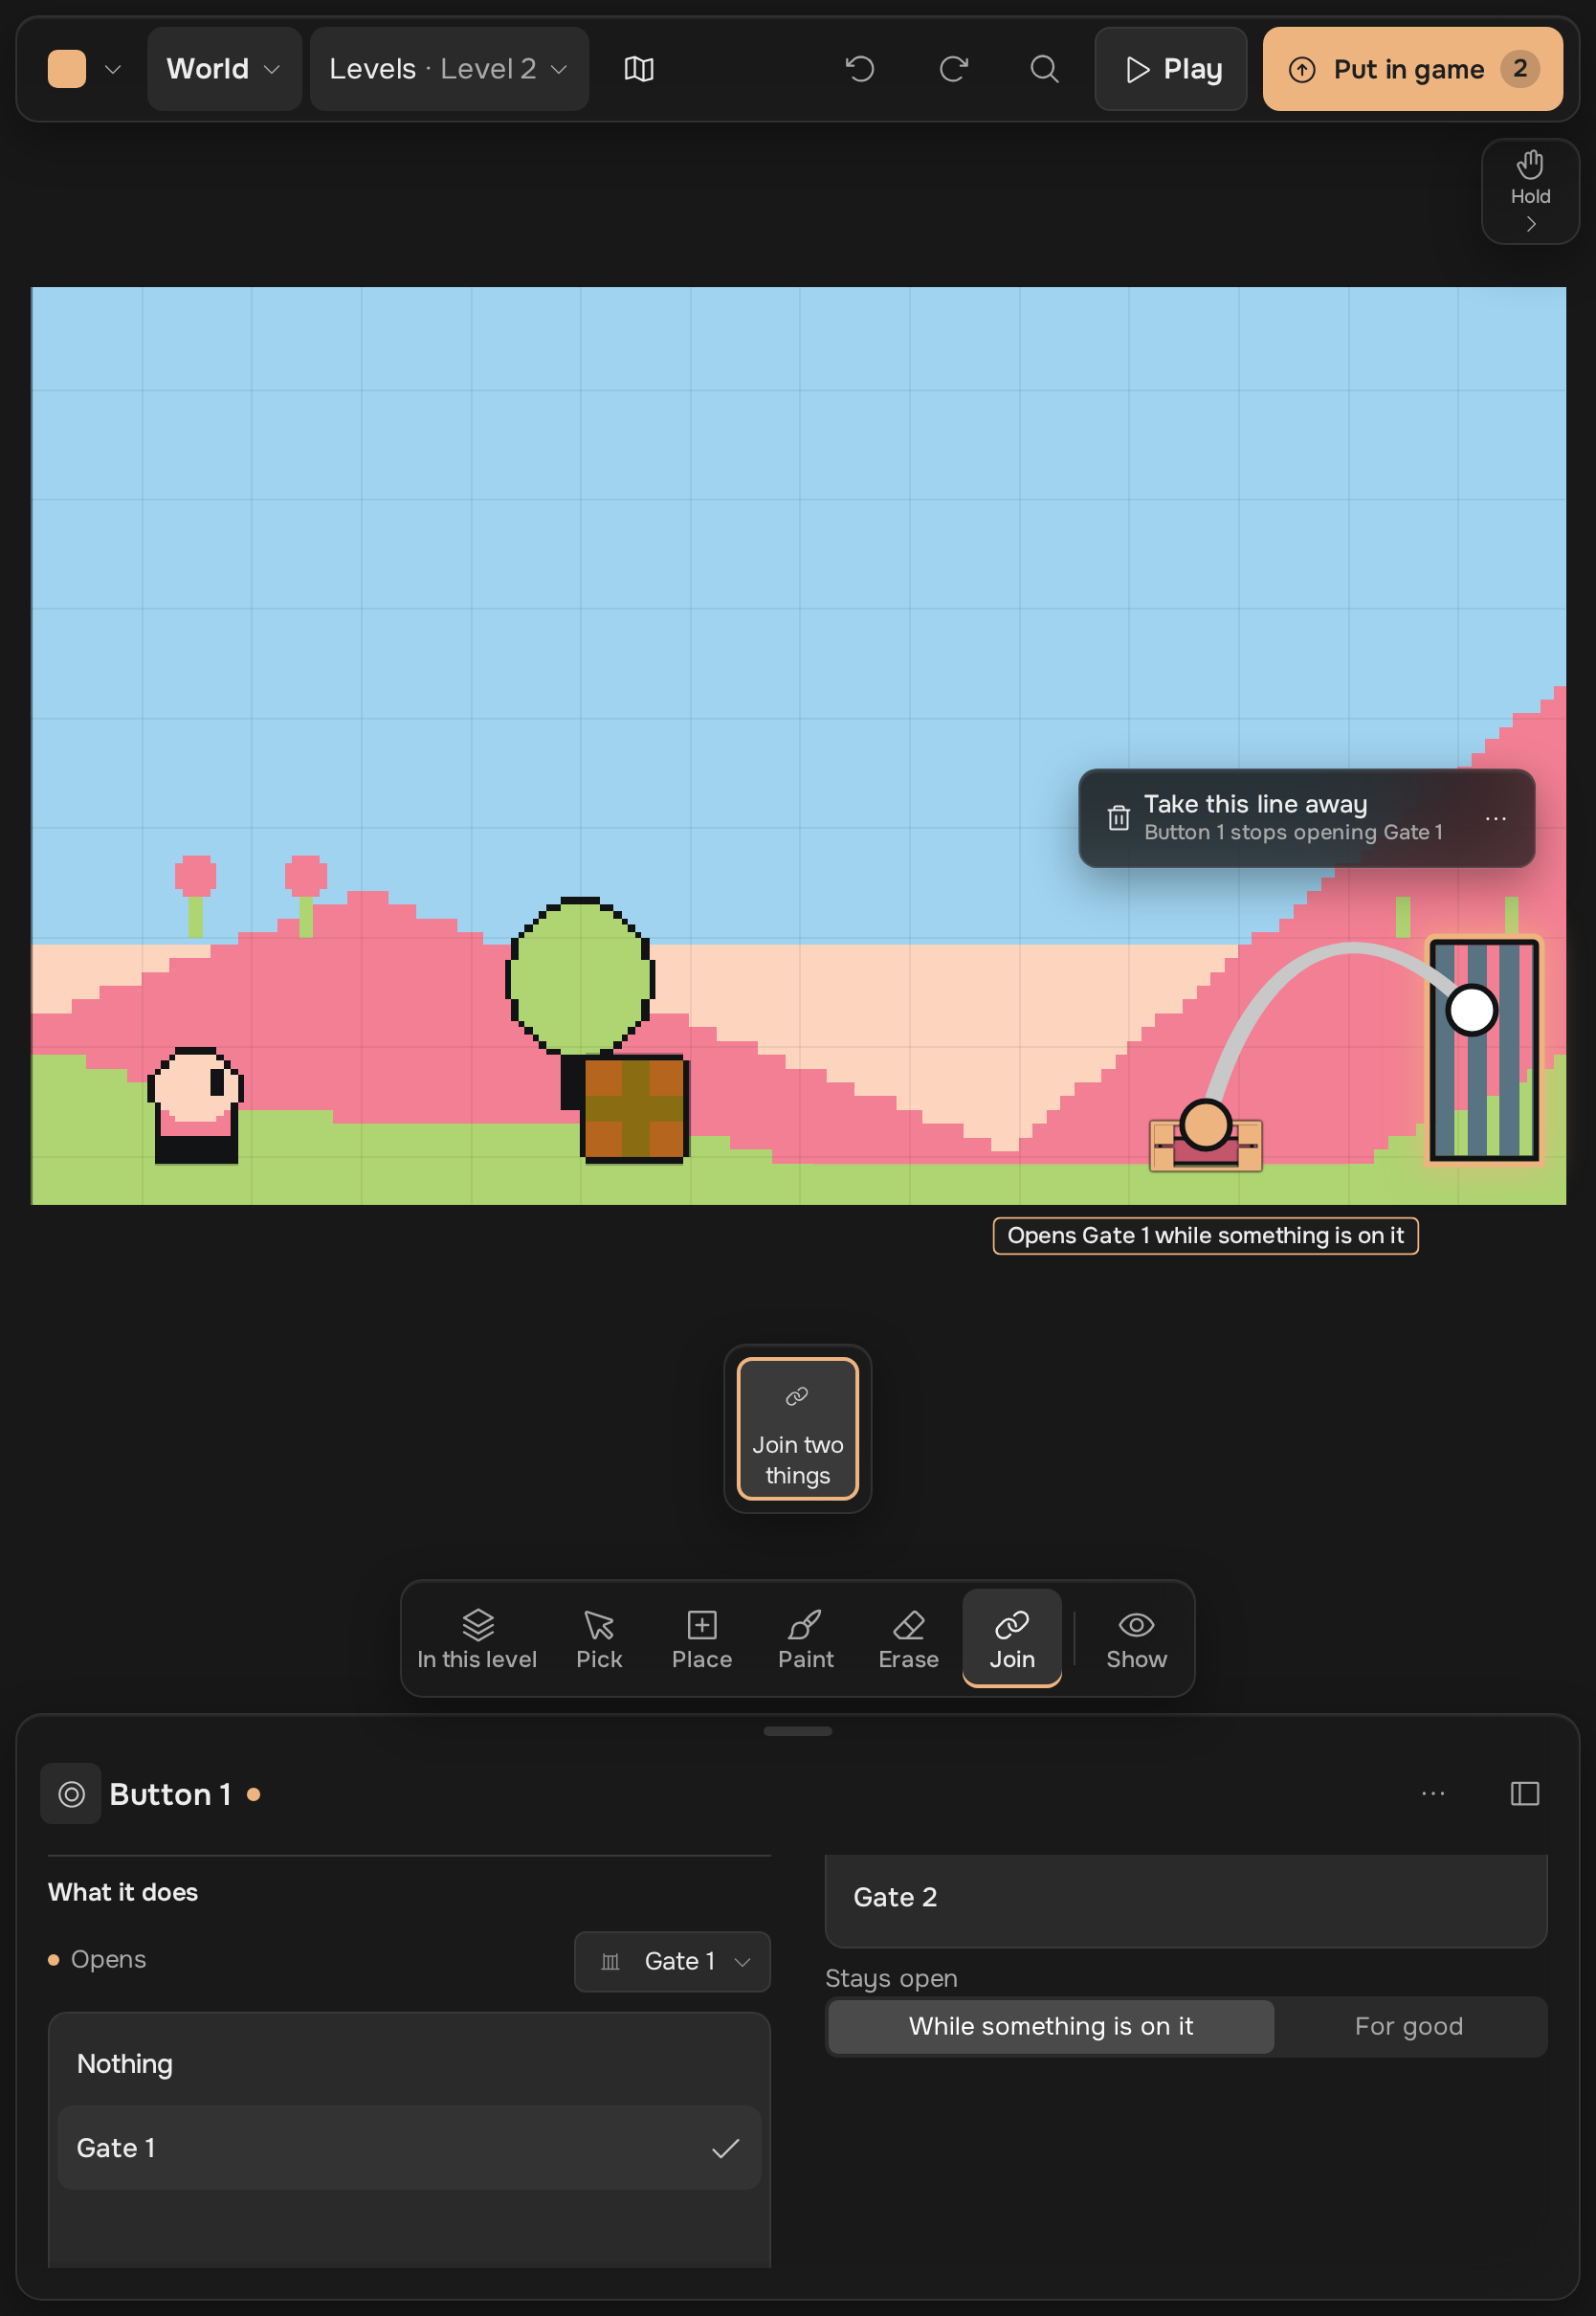 World
Levels · Level 2
Play
Put in game 2
Hold
Take this line away
Button 1 stops opening Gate 1
Opens Gate 1 while something is on it
Join two
things
In this level
Pick
Place
Paint
Erase
Join
Show
Button 1
What it does
Opens
Gate 1
Nothing
Gate 1
Gate 2
Stays open
While something is on it
For good